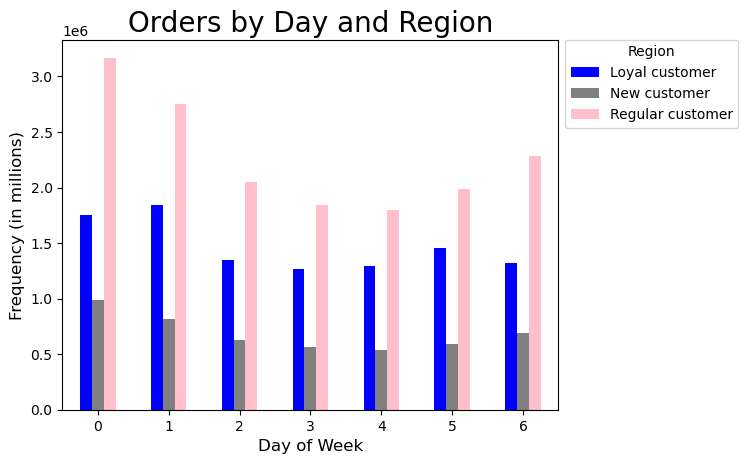 Orders by Day and Region
1e6
Frequency (in millions)
3.0
2.5
2.0
1.5
1.0
0.5
0.0
0 1 2 3 4 5 6
Day of Week
Region
Loyal customer
New customer
Regular customer